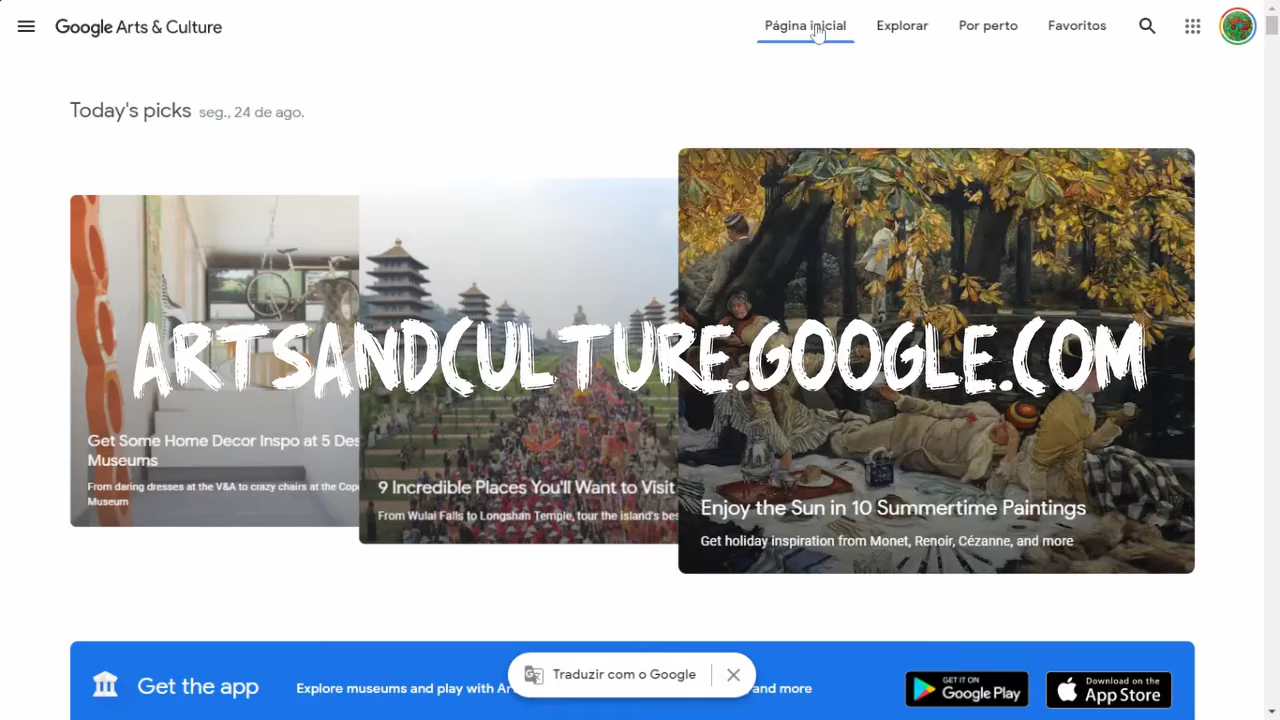 Google Arts & Culture
Página inicial
Explorar
Por perto
Favoritos
Today's picks seg., 24 de ago.
ARTSANDCULTURE.GOOGLE.COM
Get Some Home Decor Inspo at 5 Des
Museums
From daring dresses at the V&A to crazy chairs at the Cope
Museum
9 Incredible Places You'll Want to Visit
From Wulai Falls to Longshan Temple, tour the island's bes
Enjoy the Sun in 10 Summertime Paintings
Get holiday inspiration from Monet, Renoir, Cézanne, and more
Get the app
Explore museums and play with Ar
and more
Traduzir com o Google
GET IT ON
Google Play
Download on the
App Store